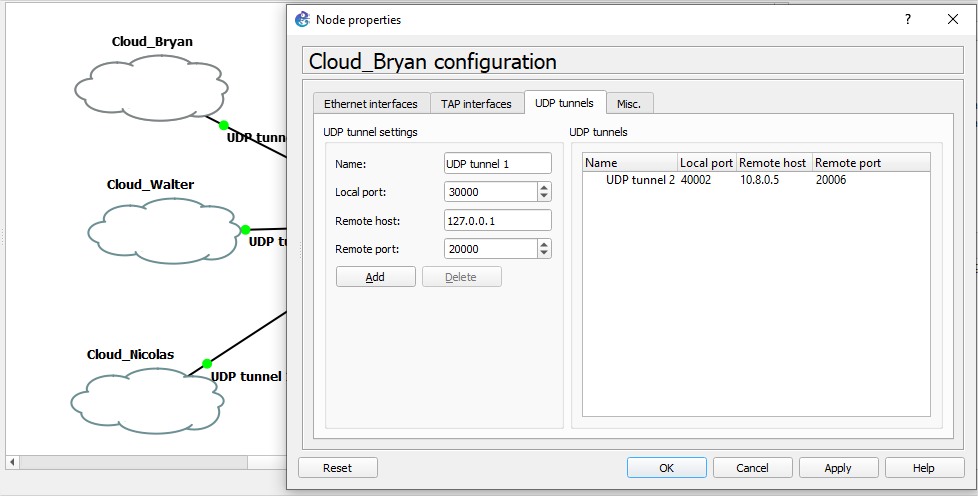 Node properties
?
Cloud_Bryan configuration
Ethernet interfaces
TAP interfaces
UDP tunnels
Misc.
UDP tunnel settings
Name:
UDP tunnel 1
Local port:
30000
Remote host:
127.0.0.1
Remote port:
20000
Add
Delete
UDP tunnels
Name Local port Remote host Remote port
UDP tunnel 2 40002 10.8.0.5 20006
Reset
OK
Cancel
Apply
Help
Cloud_Bryan
UDP tunn
Cloud_Walter
UDP t
Cloud_Nicolas
UDP tunnel